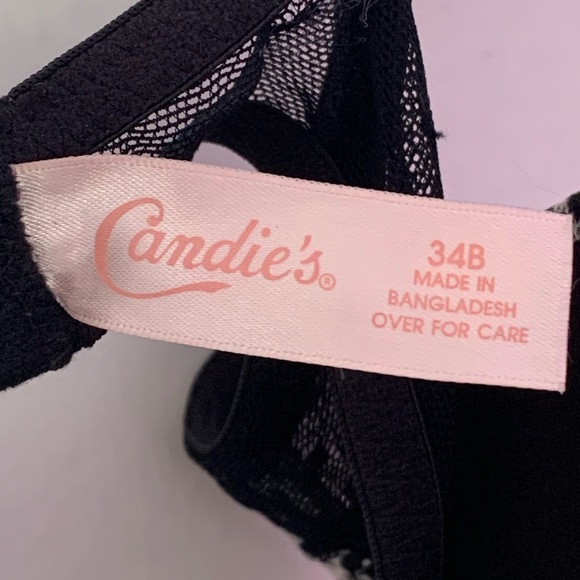 Candie's®
34B
MADE IN
BANGLADESH
OVER FOR CARE